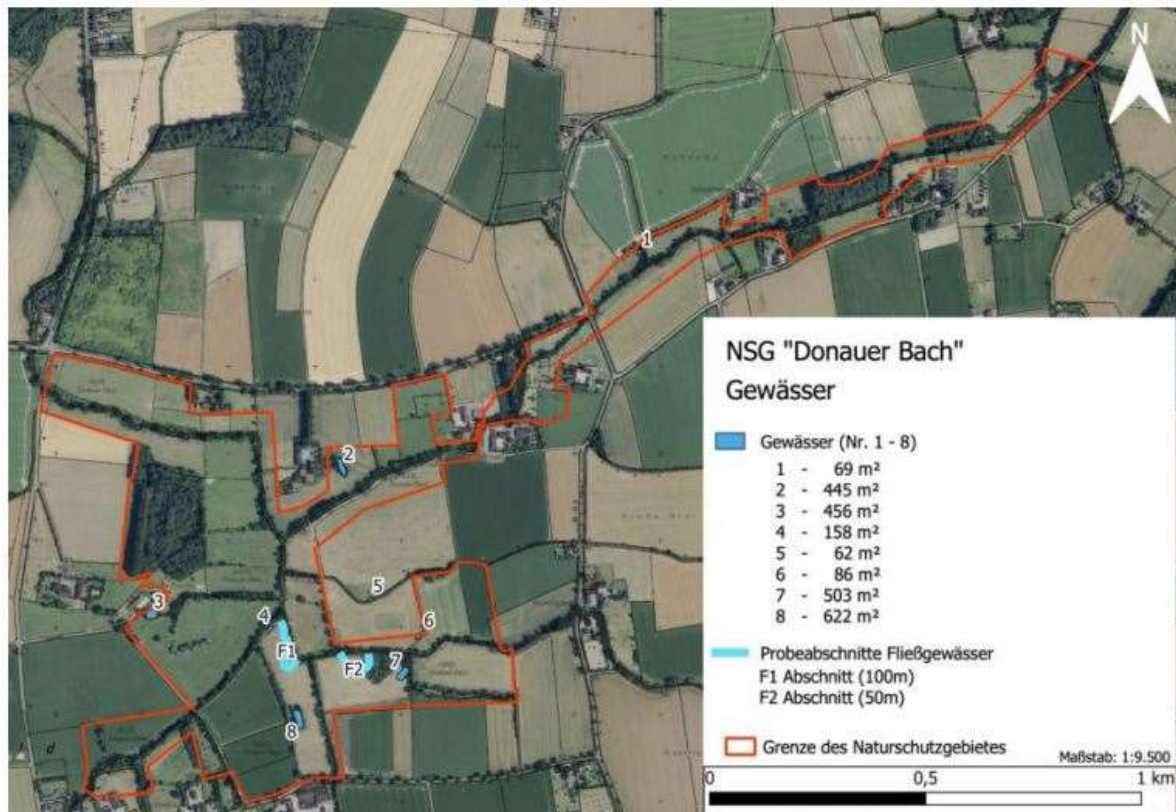 N
1
2
3
4
5
6
7
8
F1
F2
NSG "Donauer Bach"
Gewässer
Gewässer (Nr. 1 - 8)
1 - 69 m²
2 - 445 m²
3 - 456 m²
4 - 158 m²
5 - 62 m²
6 - 86 m²
7 - 503 m²
8 - 622 m²
Probeabschnitte Fließgewässer
F1 Abschnitt (100m)
F2 Abschnitt (50m)
Grenze des Naturschutzgebietes
Maßstab: 1:9.500
0 0,5 1 km